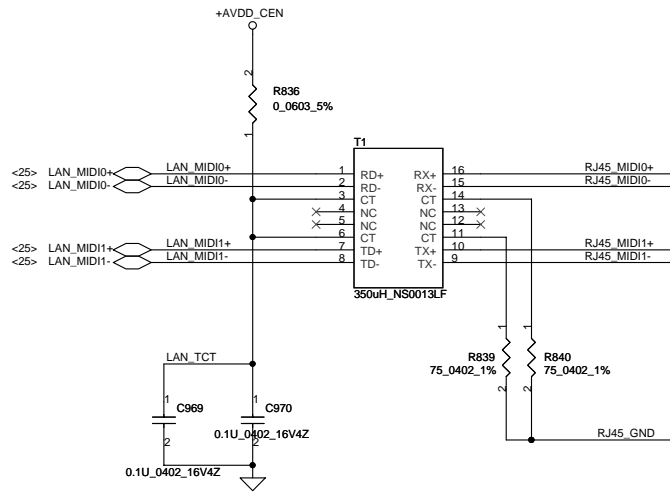 +AVDD_CEN
2
R836
0_0603_5%
1
T1
<25> LAN_MIDI0+ LAN_MIDI0+ 1 RD+ RX+ 16 RJ45_MIDI0+
<25> LAN_MIDI0- LAN_MIDI0- 2 RD- RX- 15 RJ45_MIDI0-
3 CT CT 14
4 NC NC 13
5 NC NC 12
6 CT CT 11
<25> LAN_MIDI1+ LAN_MIDI1+ 7 TD+ TX+ 10 RJ45_MIDI1+
<25> LAN_MIDI1- LAN_MIDI1- 8 TD- TX- 9 RJ45_MIDI1-
350uH_NS0013LF
1 1
LAN_TCT R839 R840
75_0402_1% 75_0402_1%
2 2
1 1
C969 C970
RJ45_GND
2 2
0.1U_0402_16V4Z
0.1U_0402_16V4Z